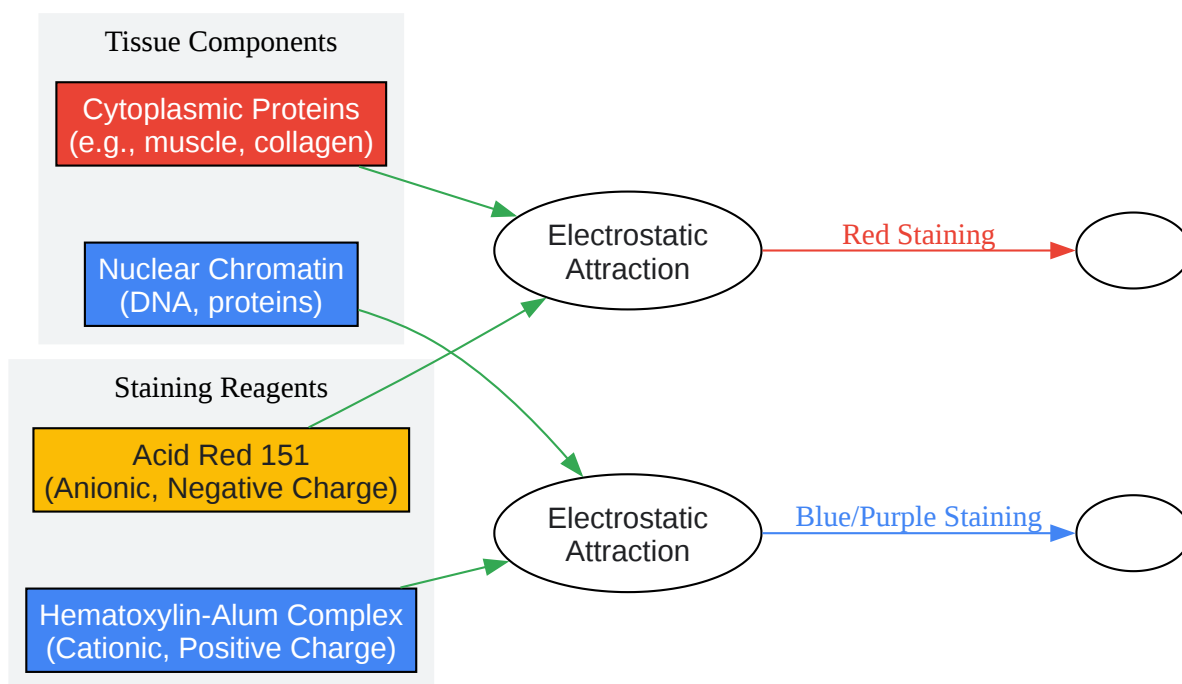 Tissue Components
Cytoplasmic Proteins
(e.g., muscle, collagen)
Nuclear Chromatin
(DNA, proteins)
Staining Reagents
Acid Red 151
(Anionic, Negative Charge)
Hematoxylin-Alum Complex
(Cationic, Positive Charge)
Electrostatic
Attraction
Red Staining
Electrostatic
Attraction
Blue/Purple Staining